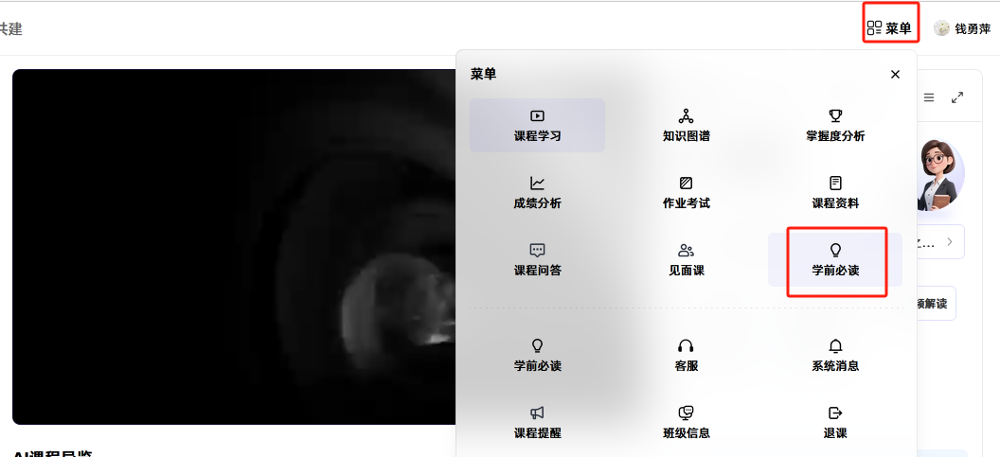 共建
菜单
钱勇萍
菜单
课程学习
知识图谱
掌握度分析
成绩分析
作业考试
课程资料
课程问答
见面课
学前必读
学前必读
客服
系统消息
课程提醒
班级信息
退课
...
频解读
AI课程导览